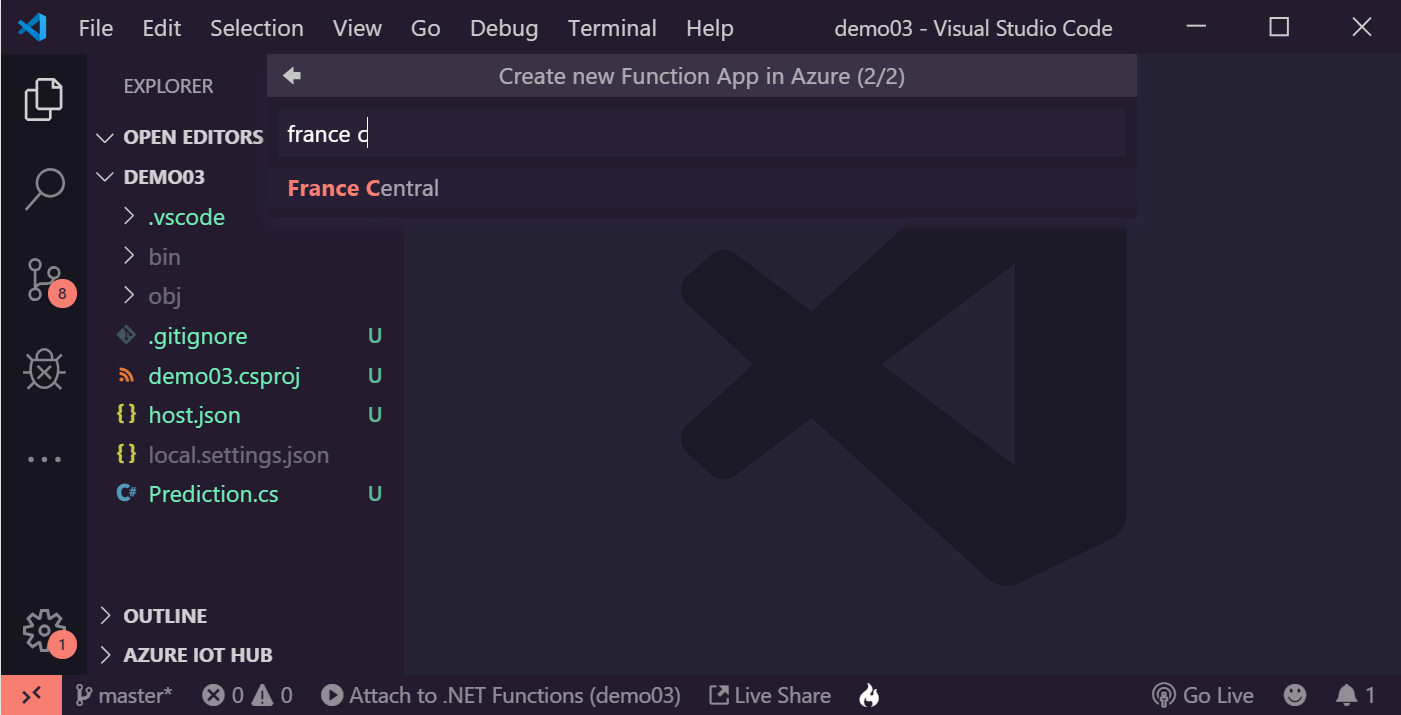 File Edit Selection View Go Debug Terminal Help demo03 - Visual Studio Code
EXPLORER
Create new Function App in Azure (2/2)
OPEN EDITORS
france c
DEMO03
France Central
.vscode
bin
8
obj
.gitignore U
demo03.csproj U
{} host.json U
{} local.settings.json
C# Prediction.cs U
OUTLINE
1
AZURE IOT HUB
master* 0 0 Attach to .NET Functions (demo03) Live Share Go Live 1